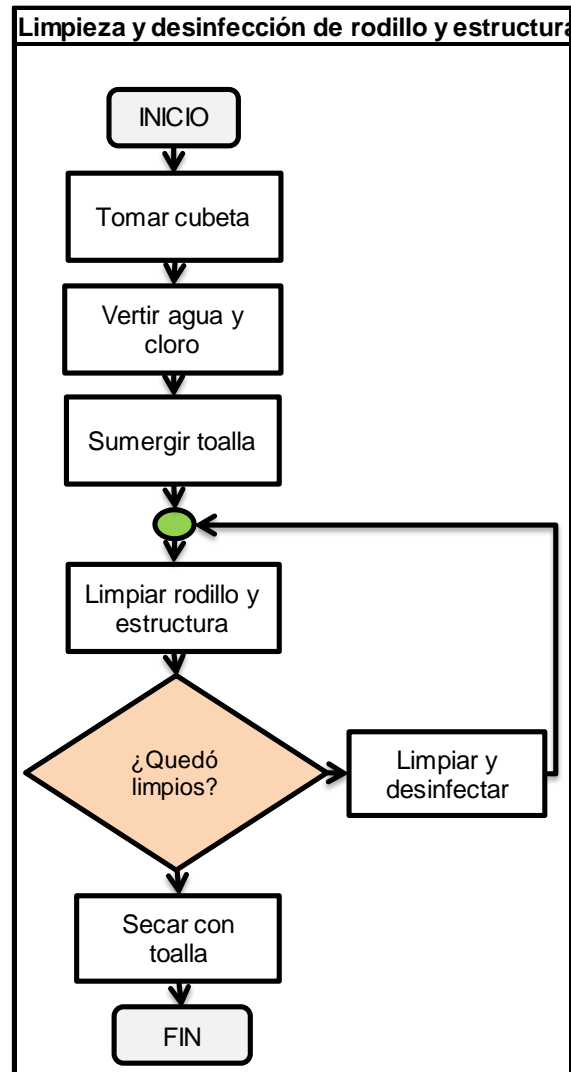 Limpieza y desinfección de rodillo y estructura
INICIO
Tomar cubeta
Vertir agua y
cloro
Sumergir toalla
Limpiar rodillo y
estructura
¿Quedó
limpios?
Limpiar y
desinfectar
Secar con
toalla
FIN